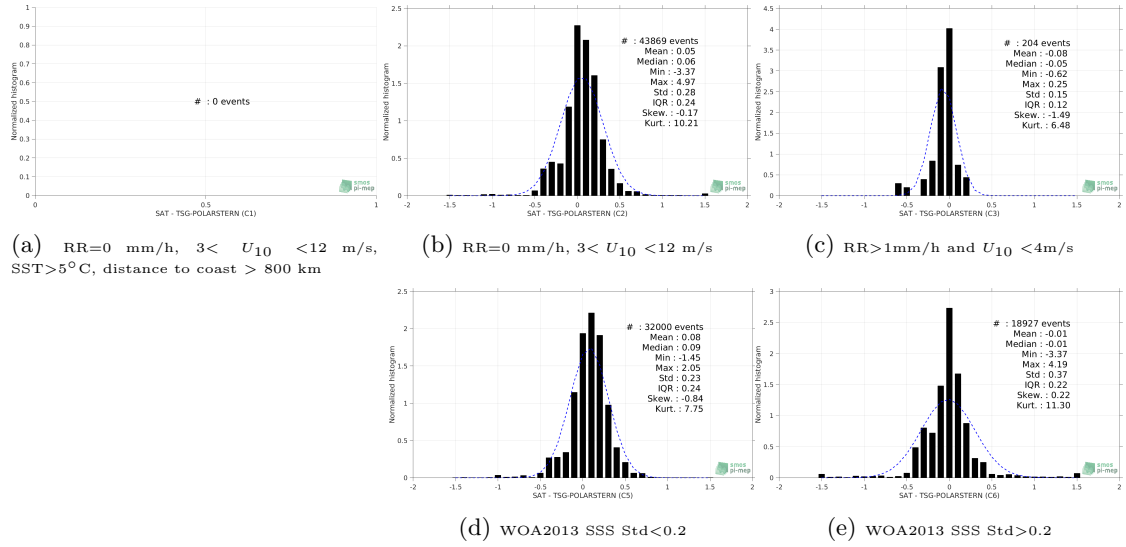 1
0.9
0.8
0.7
0.6
0.5
0.4
0.3
0.2
0.1
0
Normalized histogram
# : 0 events
0 0.5 1
SAT - TSG-POLARSTERN (C1)
smos
pi-mep
(a) RR=0 mm/h, 3< U10 <12 m/s,
SST>5°C, distance to coast > 800 km
2.5
2
1.5
1
0.5
0
Normalized histogram
# : 43869 events
Mean : 0.05
Median : 0.06
Min : -3.37
Max : 4.97
Std : 0.28
IQR : 0.24
Skew. : -0.17
Kurt. : 10.21
-2 -1.5 -1 -0.5 0 0.5 1 1.5 2
SAT - TSG-POLARSTERN (C2)
smos
pi-mep
(b) RR=0 mm/h, 3< U10 <12 m/s
4.5
4
3.5
3
2.5
2
1.5
1
0.5
0
Normalized histogram
# : 204 events
Mean : -0.08
Median : -0.05
Min : -0.62
Max : 0.25
Std : 0.15
IQR : 0.12
Skew. : -1.49
Kurt. : 6.48
-2 -1.5 -1 -0.5 0 0.5 1 1.5 2
SAT - TSG-POLARSTERN (C3)
smos
pi-mep
(c) RR>1mm/h and U10 <4m/s
2.5
2
1.5
1
0.5
0
Normalized histogram
# : 32000 events
Mean : 0.08
Median : 0.09
Min : -1.45
Max : 2.05
Std : 0.23
IQR : 0.24
Skew. : -0.84
Kurt. : 7.75
-2 -1.5 -1 -0.5 0 0.5 1 1.5 2
SAT - TSG-POLARSTERN (C5)
smos
pi-mep
(d) WOA2013 SSS Std<0.2
3
2.5
2
1.5
1
0.5
0
Normalized histogram
# : 18927 events
Mean : -0.01
Median : -0.01
Min : -3.37
Max : 4.19
Std : 0.37
IQR : 0.22
Skew. : 0.22
Kurt. : 11.30
-2 -1.5 -1 -0.5 0 0.5 1 1.5 2
SAT - TSG-POLARSTERN (C6)
smos
pi-mep
(e) WOA2013 SSS Std>0.2